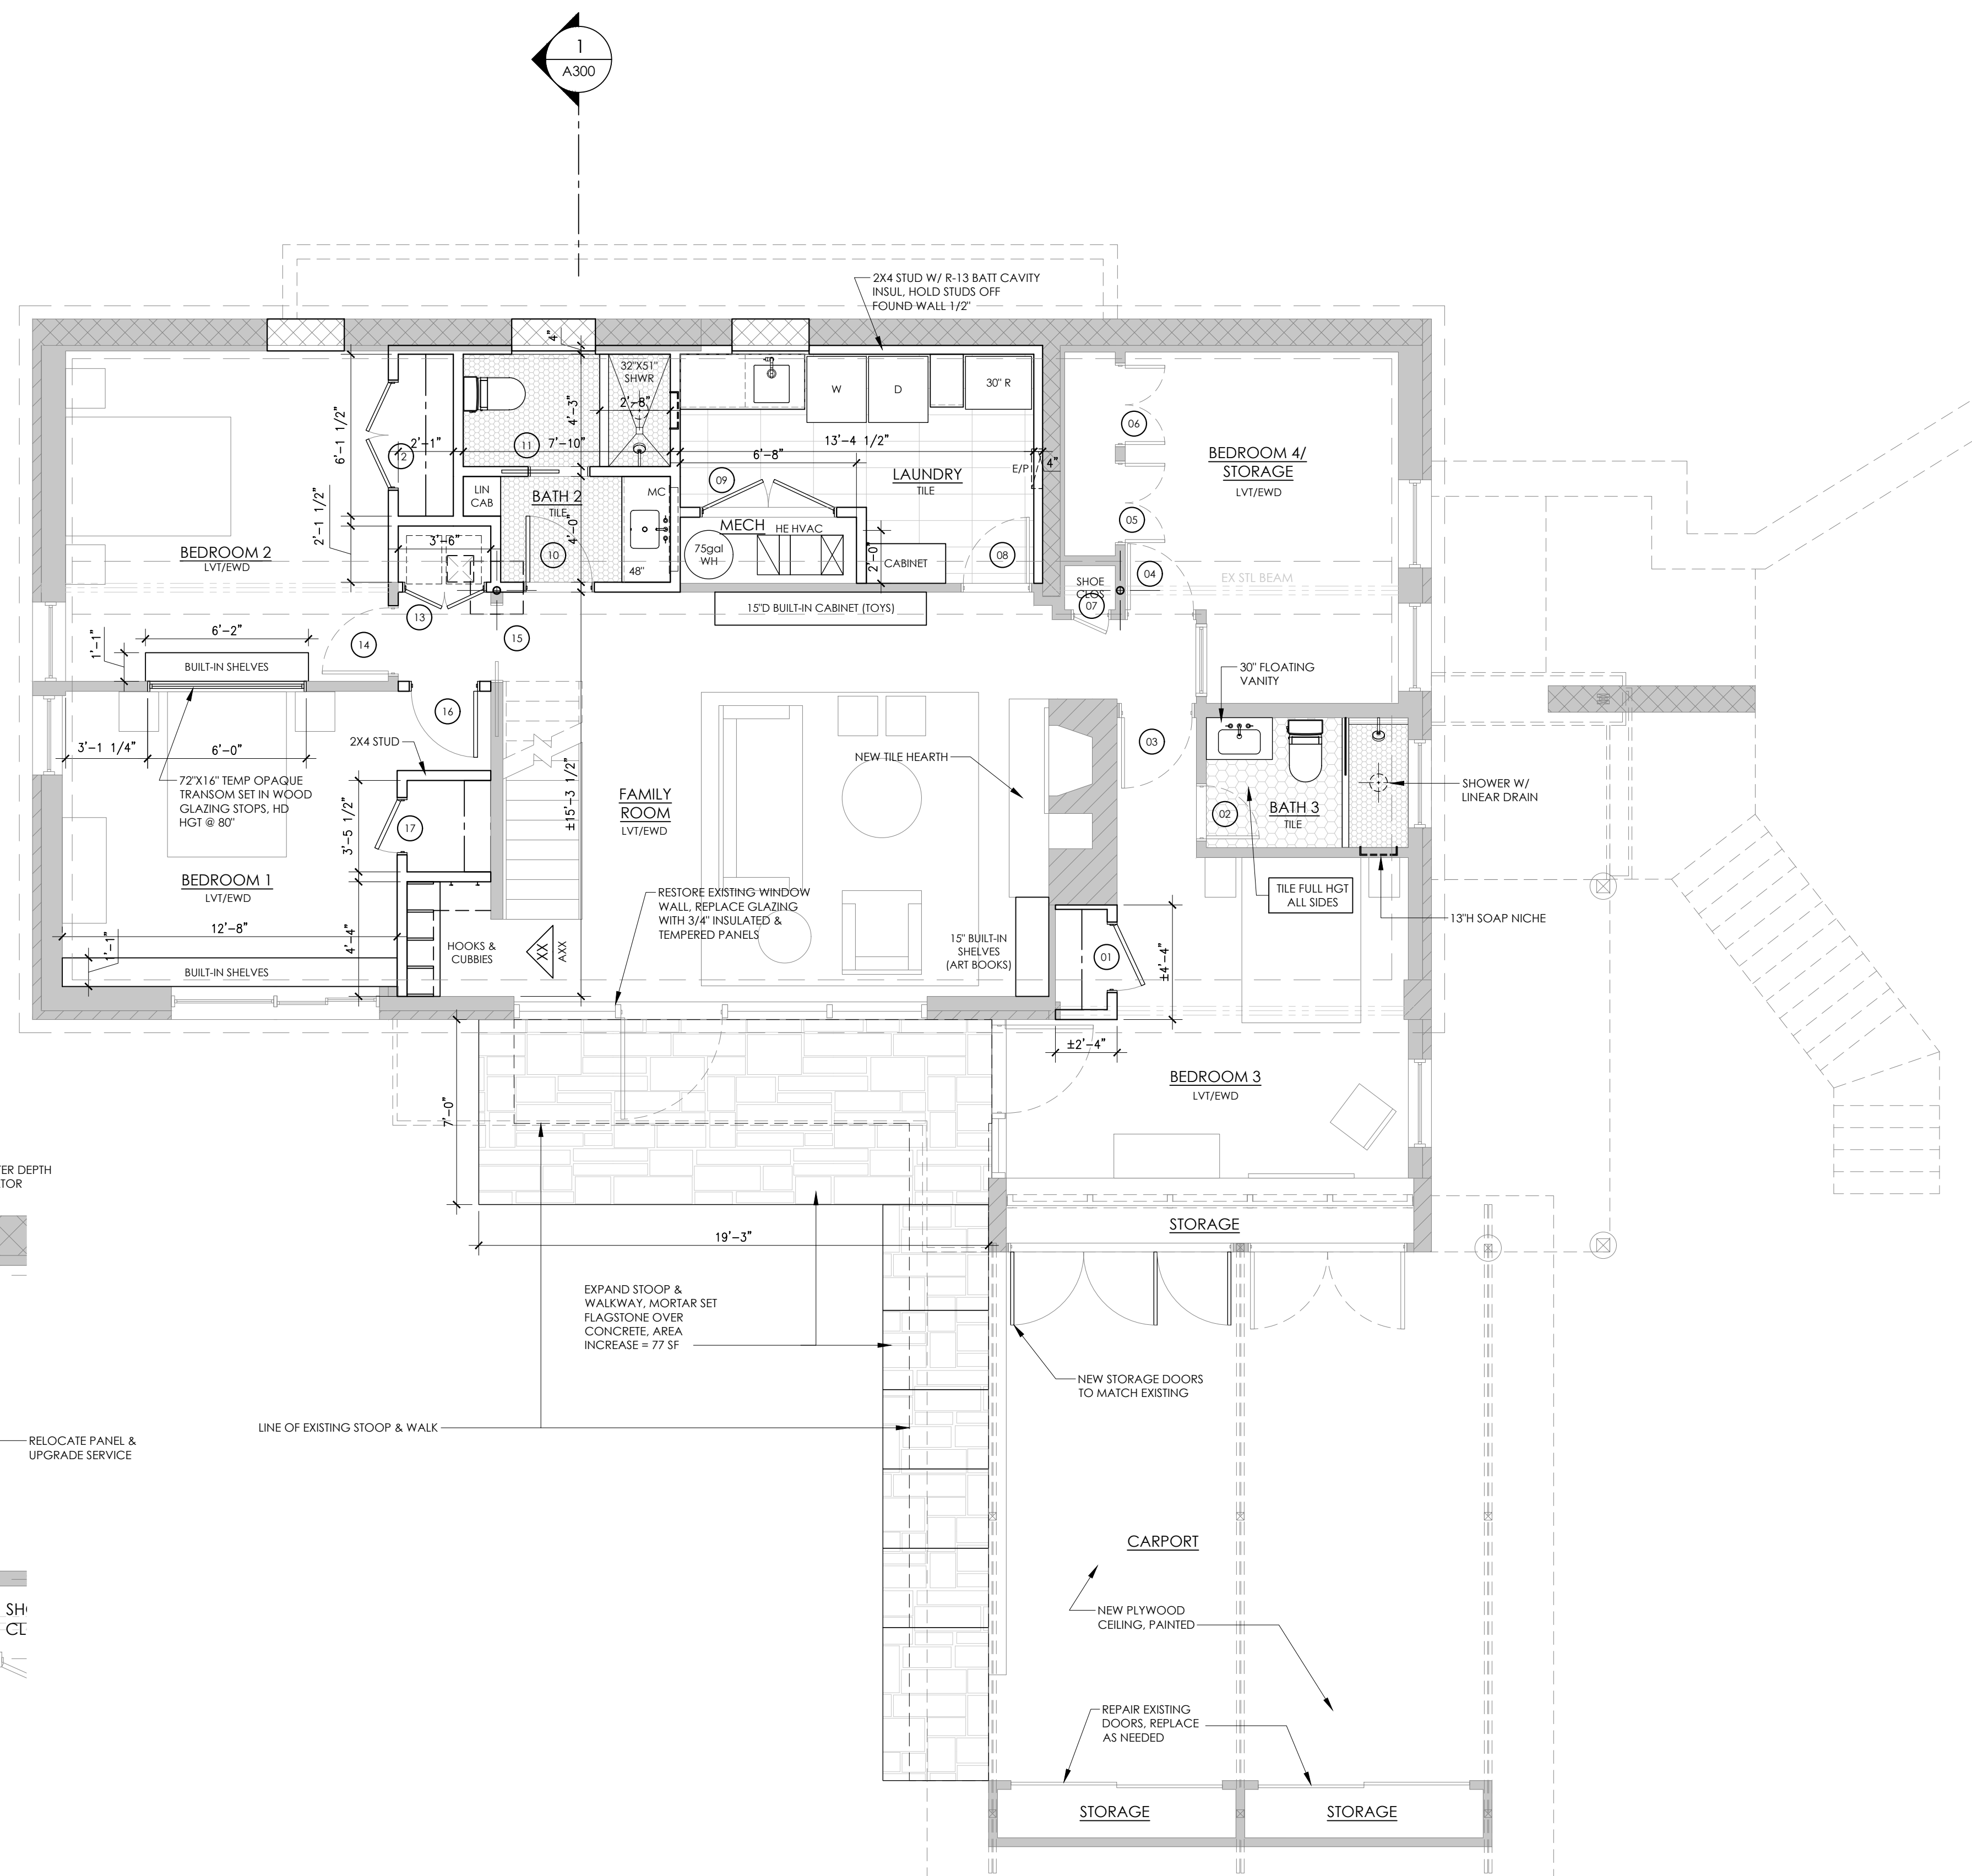 1
A300
2X4 STUD W/ R-13 BATT CAVITY
INSUL, HOLD STUDS OFF
FOUND WALL 1/2"
4"
32"X51"
SHWR
2'-8"
4'-3"
W
D
30" R
6'-1 1/2"
2'-1"
11
7'-10"
13'-4 1/2"
6'-8"
4"
06
BEDROOM 4/
STORAGE
LVT/EWD
LAUNDRY
TILE
09
LIN
CAB
BATH 2
TILE
MC
MECH
HE HVAC
05
2'-1 1/2"
3'-6"
4'-0"
10
75gal
WH
48"
2'-0"
CABINET
08
BEDROOM 2
LVT/EWD
04
EX STL BEAM
SHOE
CLOS
07
15"D BUILT-IN CABINET (TOYS)
13
15
14
6'-2"
1'-1"
BUILT-IN SHELVES
30" FLOATING
VANITY
16
3'-1 1/4"
6'-0"
2X4 STUD
03
NEW TILE HEARTH
72"X16" TEMP OPAQUE
TRANSOM SET IN WOOD
GLAZING STOPS, HD
HGT @ 80"
FAMILY
ROOM
LVT/EWD
±15'-3 1/2"
SHOWER W/
LINEAR DRAIN
BATH 3
TILE
02
17
3'-5 1/2"
BEDROOM 1
LVT/EWD
RESTORE EXISTING WINDOW
WALL, REPLACE GLAZING
WITH 3/4" INSULATED &
TEMPERED PANELS
TILE FULL HGT
ALL SIDES
13"H SOAP NICHE
12'-8"
4'-4"
1'-1"
BUILT-IN SHELVES
HOOKS &
CUBBIES
XX
AXX
15" BUILT-IN
SHELVES
(ART BOOKS)
01
±4'-4"
±2'-4"
BEDROOM 3
LVT/EWD
7'-0"
19'-3"
STORAGE
EXPAND STOOP &
WALKWAY, MORTAR SET
FLAGSTONE OVER
CONCRETE, AREA
INCREASE = 77 SF
NEW STORAGE DOORS
TO MATCH EXISTING
LINE OF EXISTING STOOP & WALK
RELOCATE PANEL &
UPGRADE SERVICE
CARPORT
NEW PLYWOOD
CEILING, PAINTED
REPAIR EXISTING
DOORS, REPLACE
AS NEEDED
STORAGE
STORAGE
DEPTH